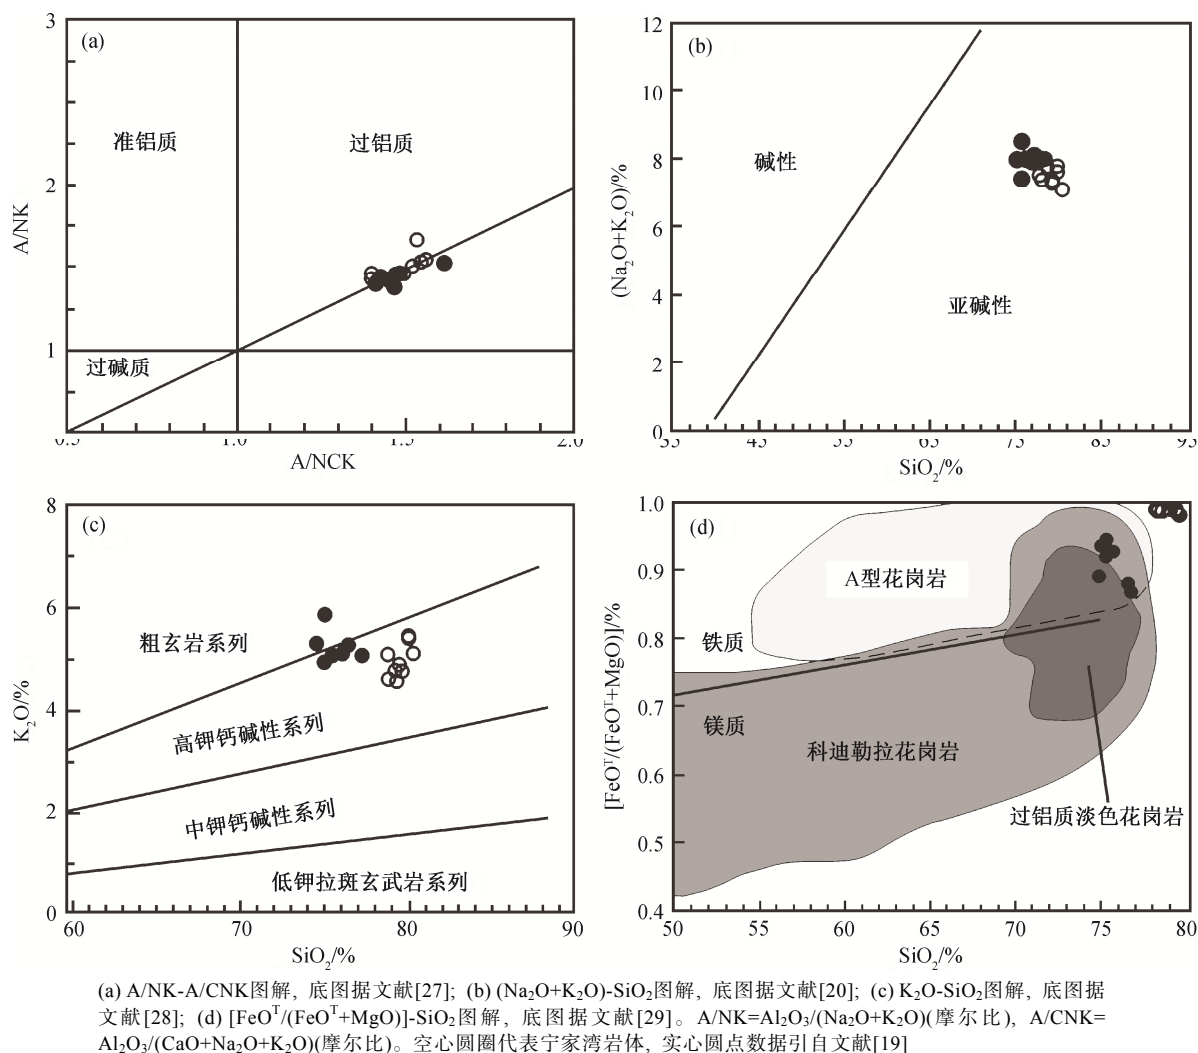 3
(a)
准铝质
过铝质
A/NK
2
1
过碱质
0.5
1.0
1.5
2.0
A/NCK
12
(b)
10
碱性
8
(Na₂O+K₂O)/%
6
4
亚碱性
2
0
35
45
55
65
75
85
95
SiO₂/%
8
(c)
6
粗玄岩系列
K₂O/%
4
高钾钙碱性系列
2
中钾钙碱性系列
低钾拉斑玄武岩系列
0
60
70
80
90
SiO₂/%
1.0
(d)
0.9
A型花岗岩
0.8
铁质
[FeOᵀ/(FeOᵀ+MgO)]/%
0.7
镁质
科迪勒拉花岗岩
0.6
过铝质淡色花岗岩
0.5
0.4
50
55
60
65
70
75
80
SiO₂/%
(a) A/NK-A/CNK图解, 底图据文献[27]; (b) (Na₂O+K₂O)-SiO₂图解, 底图据文献[20]; (c) K₂O-SiO₂图解, 底图据
文献[28]; (d) [FeOᵀ/(FeOᵀ+MgO)]-SiO₂图解, 底图据文献[29]。A/NK=Al₂O₃/(Na₂O+K₂O)(摩尔比), A/CNK=
Al₂O₃/(CaO+Na₂O+K₂O)(摩尔比)。空心圆圈代表宁家湾岩体, 实心圆点数据引自文献[19]